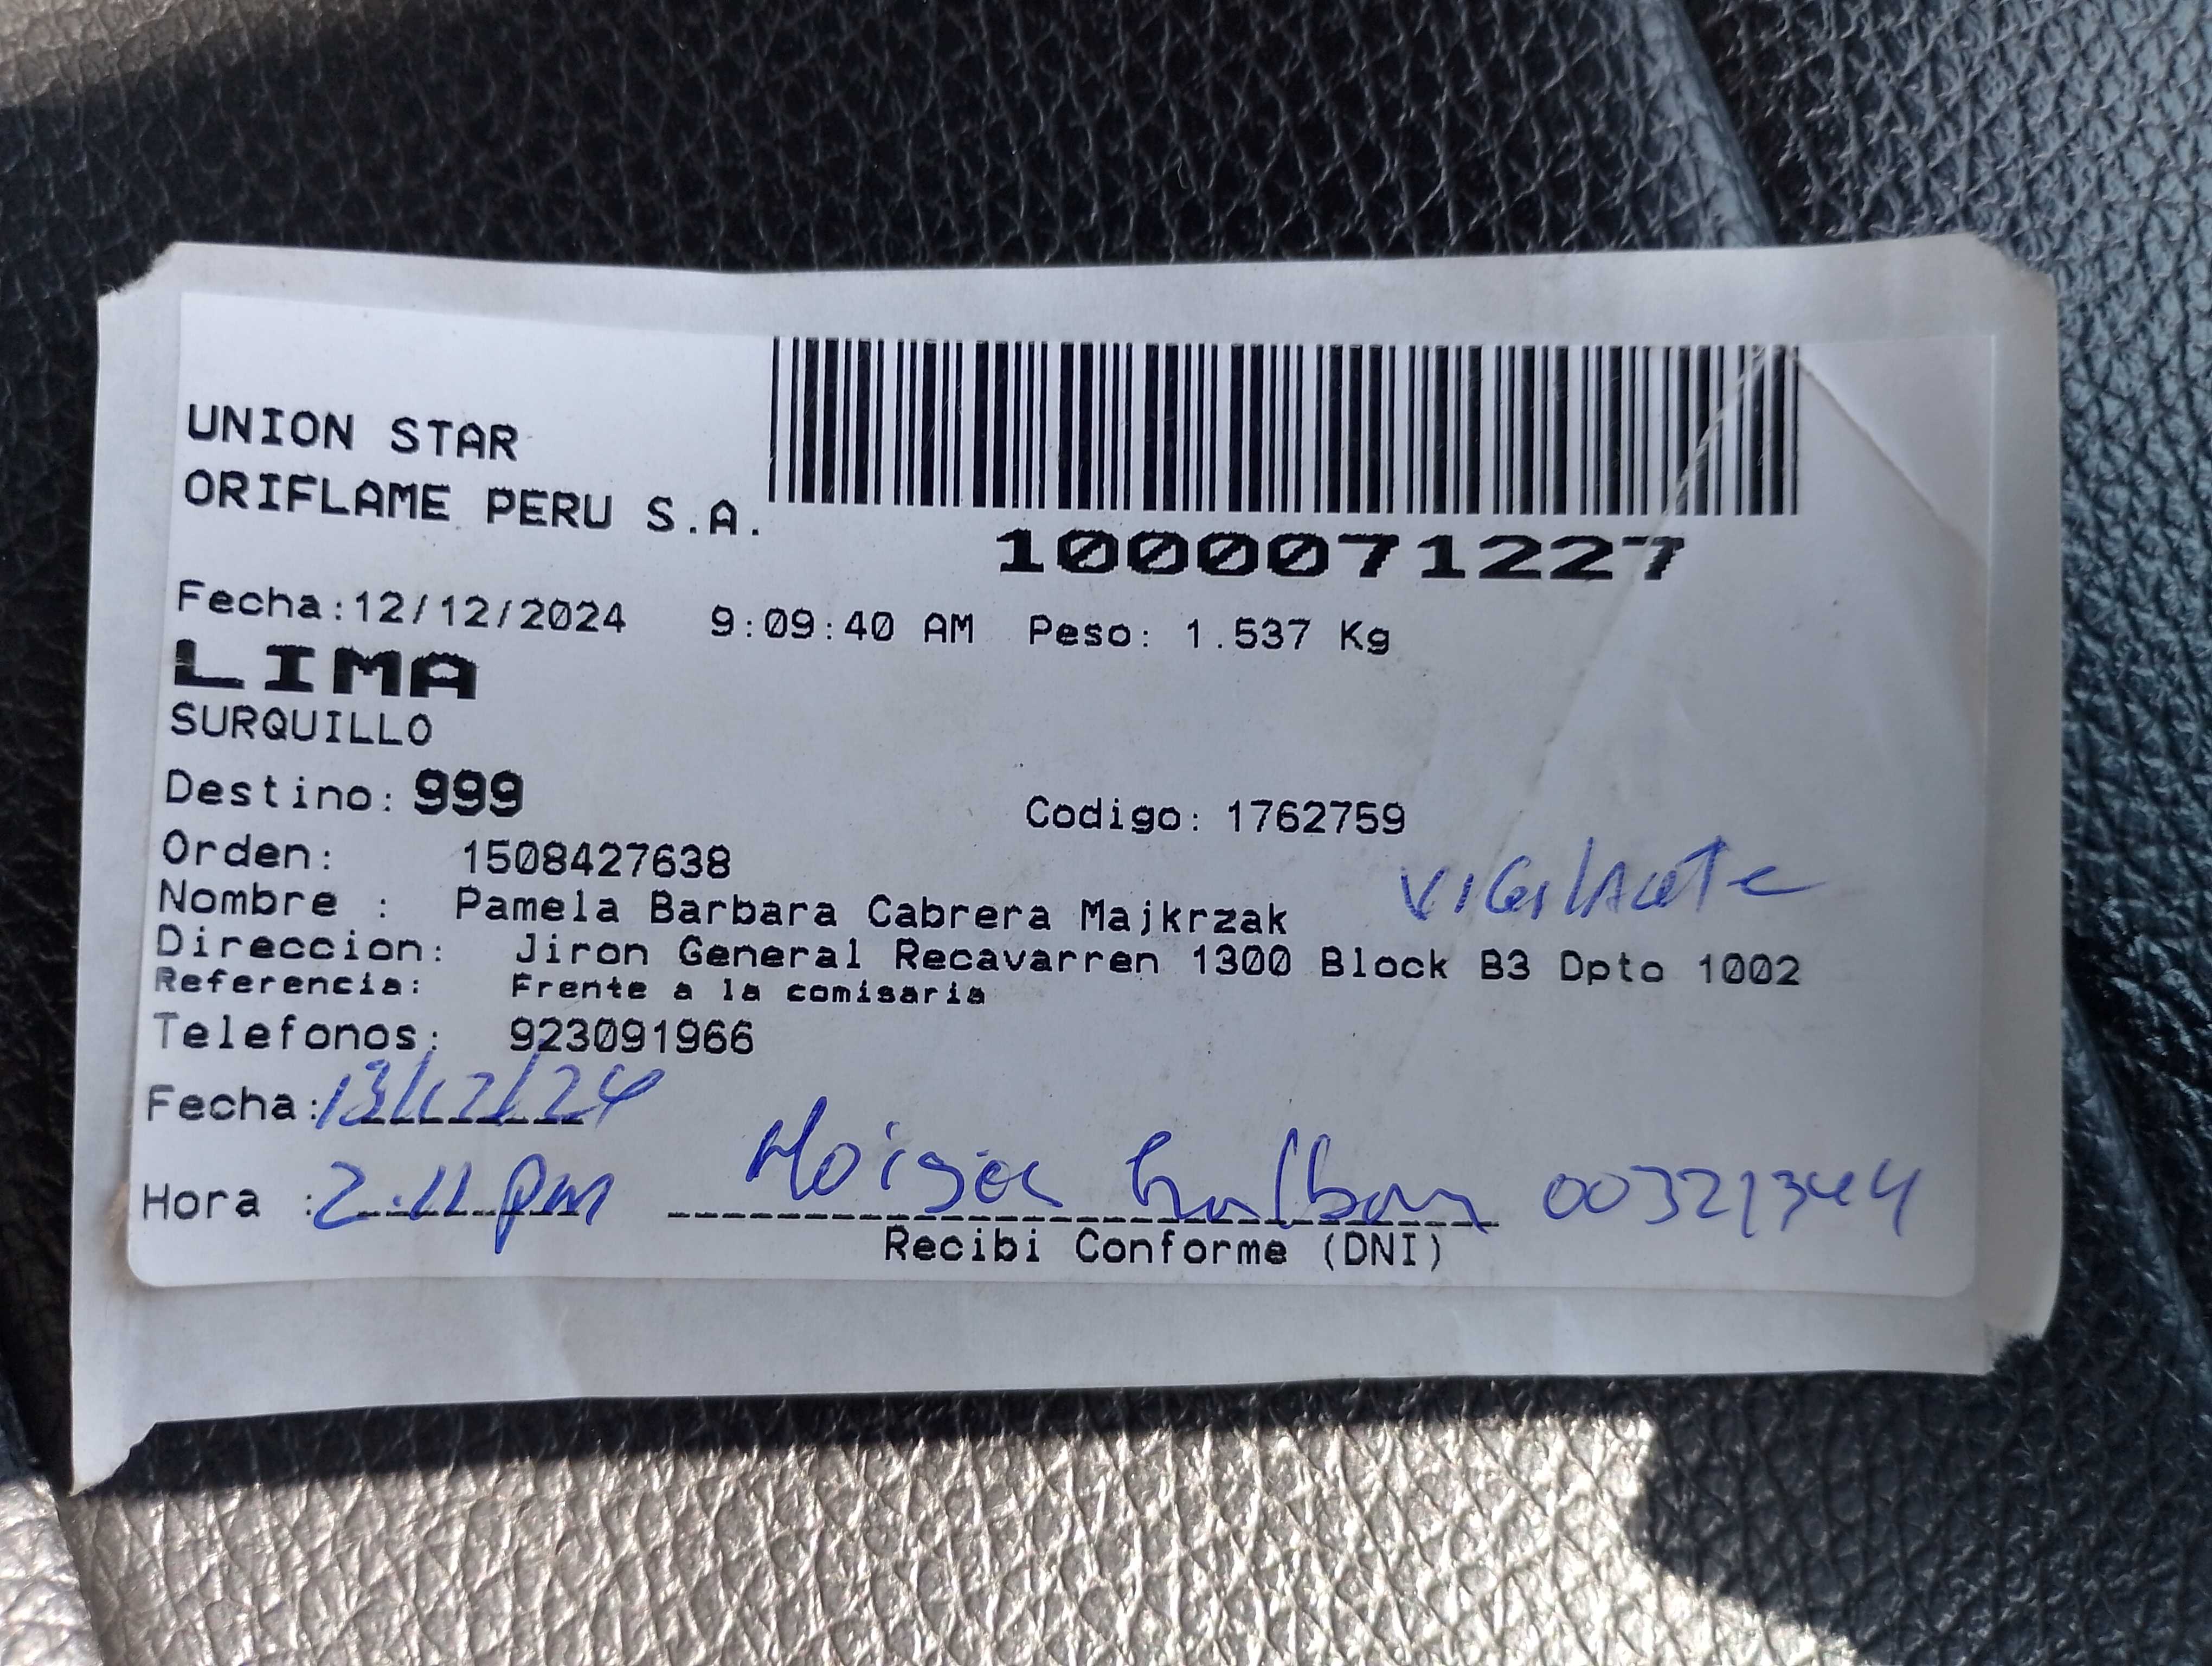 UNION STAR
ORIFLAME PERU S.A.
1000071227
Fecha:12/12/2024 9:09:40 AM Peso: 1.537 Kg
LIMA
SURQUILLO
Destino: 999 Codigo: 1762759
Orden: 1508427638
Vigilante
Nombre : Pamela Barbara Cabrera Majkrzak
Direccion: Jiron General Recavarren 1300 Block B3 Dpto 1002
Referencia: Frente a la comisaria
Telefonos: 923091966
Fecha: 13/12/24
Hora : 2:11 pm Moises 003213444
Recibi Conforme (DNI)